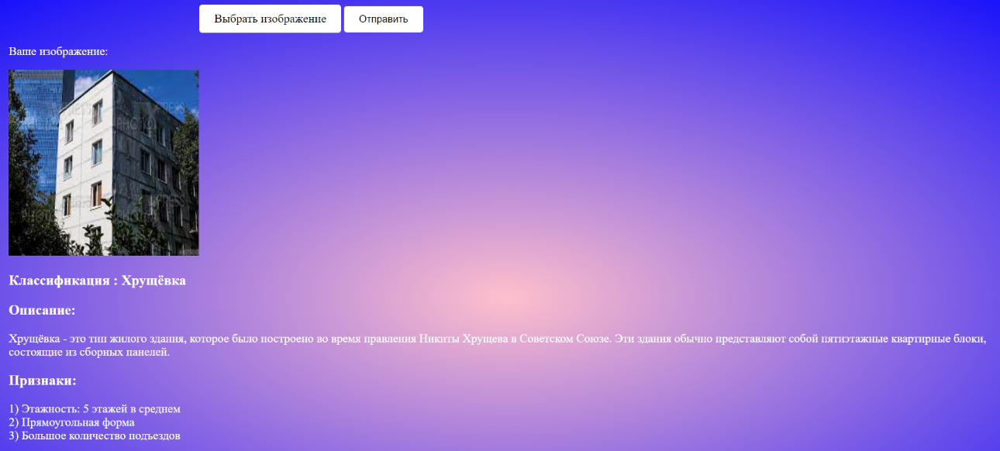 Выбрать изображение Отправить
Ваше изображение:
PRESS
PHOTO
Классификация : Хрущёвка
Описание:
Хрущёвка - это тип жилого здания, которое было построено во время правления Никиты Хрущева в Советском Союзе. Эти здания обычно представляют собой пятиэтажные квартирные блоки,
состоящие из сборных панелей.
Признаки:
1) Этажность: 5 этажей в среднем
2) Прямоугольная форма
3) Большое количество подъездов